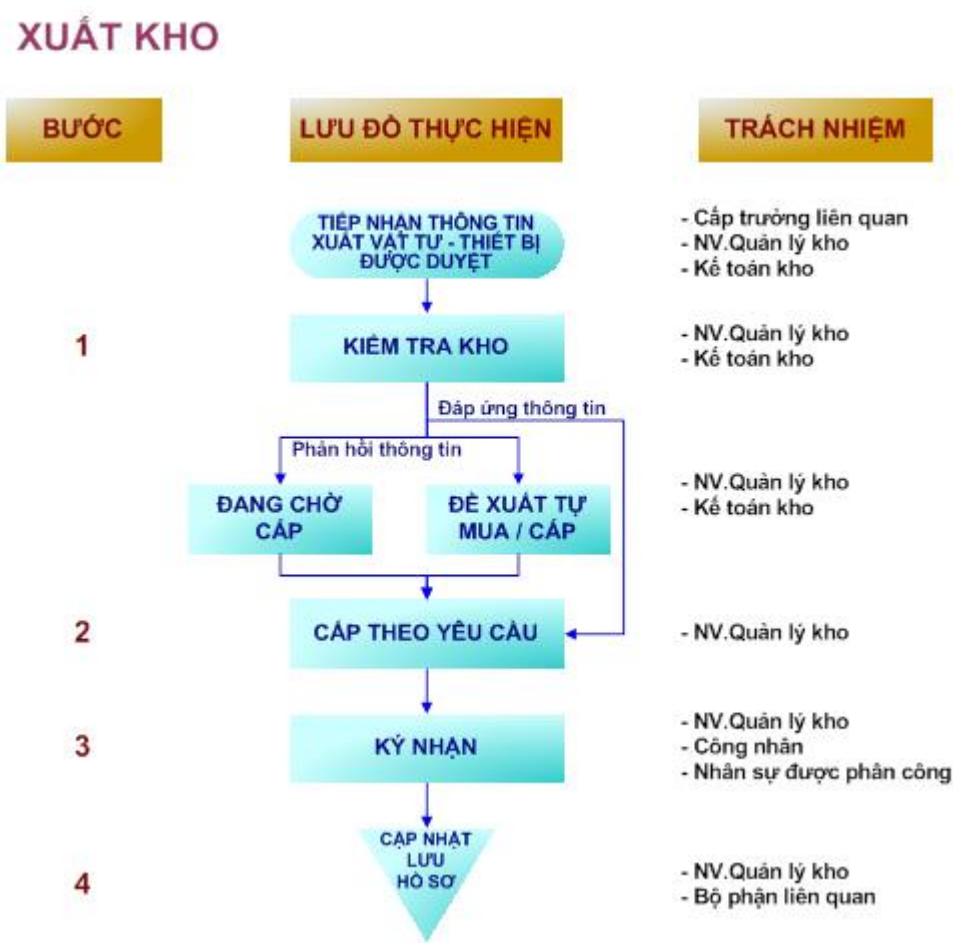 XUẤT KHO
BƯỚC
LƯU ĐỒ THỰC HIỆN
TRÁCH NHIỆM
TIẾP NHẬN THÔNG TIN
XUẤT VẬT TƯ - THIẾT BỊ
ĐƯỢC DUYỆT
- Cấp trưởng liên quan
- NV.Quản lý kho
- Kế toán kho
1
KIỂM TRA KHO
- NV.Quản lý kho
- Kế toán kho
Đáp ứng thông tin
Phản hồi thông tin
ĐANG CHỜ
CẤP
ĐỀ XUẤT TỰ
MUA / CẤP
- NV.Quản lý kho
- Kế toán kho
2
CẤP THEO YÊU CẦU
- NV.Quản lý kho
3
KÝ NHẬN
- NV.Quản lý kho
- Công nhân
- Nhân sự được phân công
4
CẬP NHẬT
LƯU
HỒ SƠ
- NV.Quản lý kho
- Bộ phận liên quan